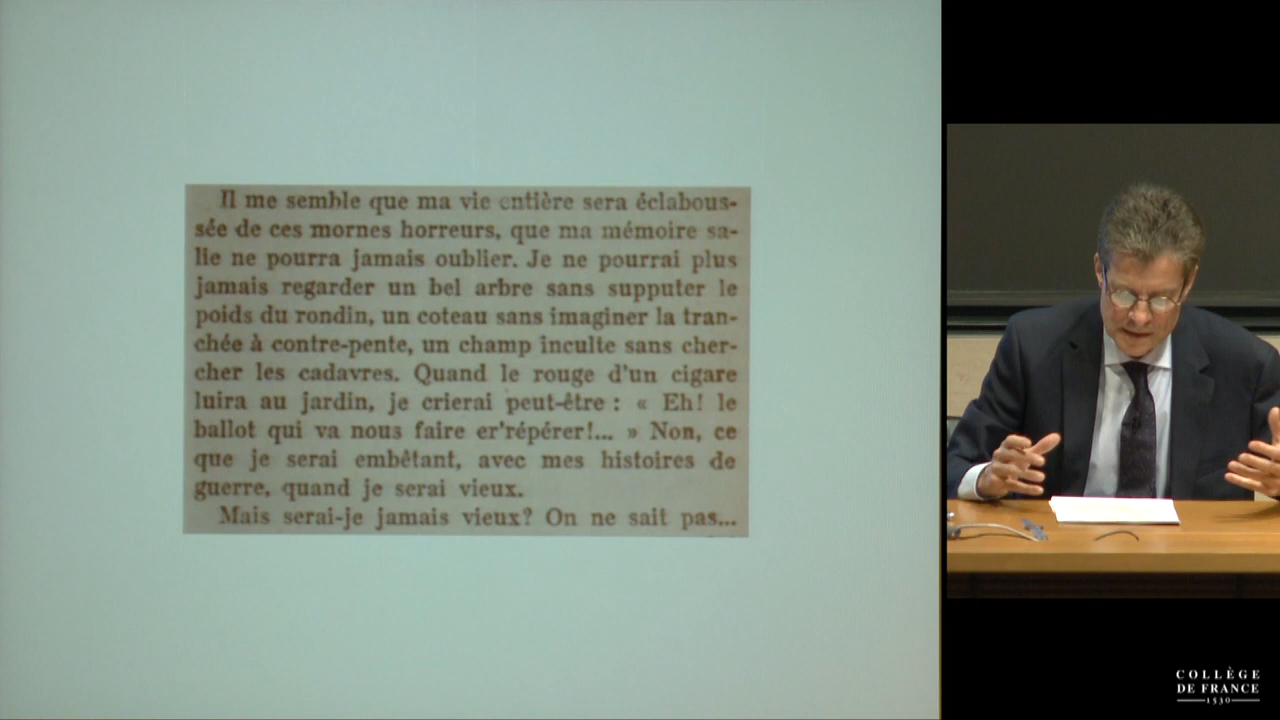 Il me semble que ma vie entière sera éclabous-
sée de ces mornes horreurs, que ma mémoire sa-
lie ne pourra jamais oublier. Je ne pourrai plus
jamais regarder un bel arbre sans supputer le
poids du rondin, un coteau sans imaginer la tran-
chée à contre-pente, un champ inculte sans cher-
cher les cadavres. Quand le rouge d'un cigare
luira au jardin, je crierai peut-être : « Eh! le
ballot qui va nous faire er'répérer!... » Non, ce
que je serai embêtant, avec mes histoires de
guerre, quand je serai vieux.
Mais serai-je jamais vieux? On ne sait pas...
COLLÈGE
DE FRANCE
1530